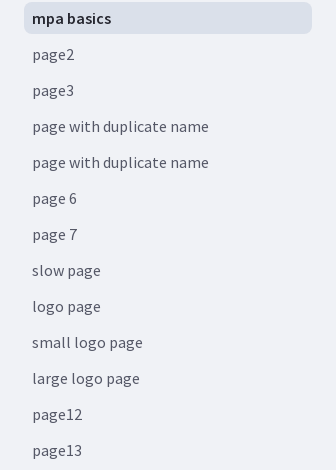 mpa basics
page2
page3
page with duplicate name
page with duplicate name
page 6
page 7
slow page
logo page
small logo page
large logo page
page12
page13